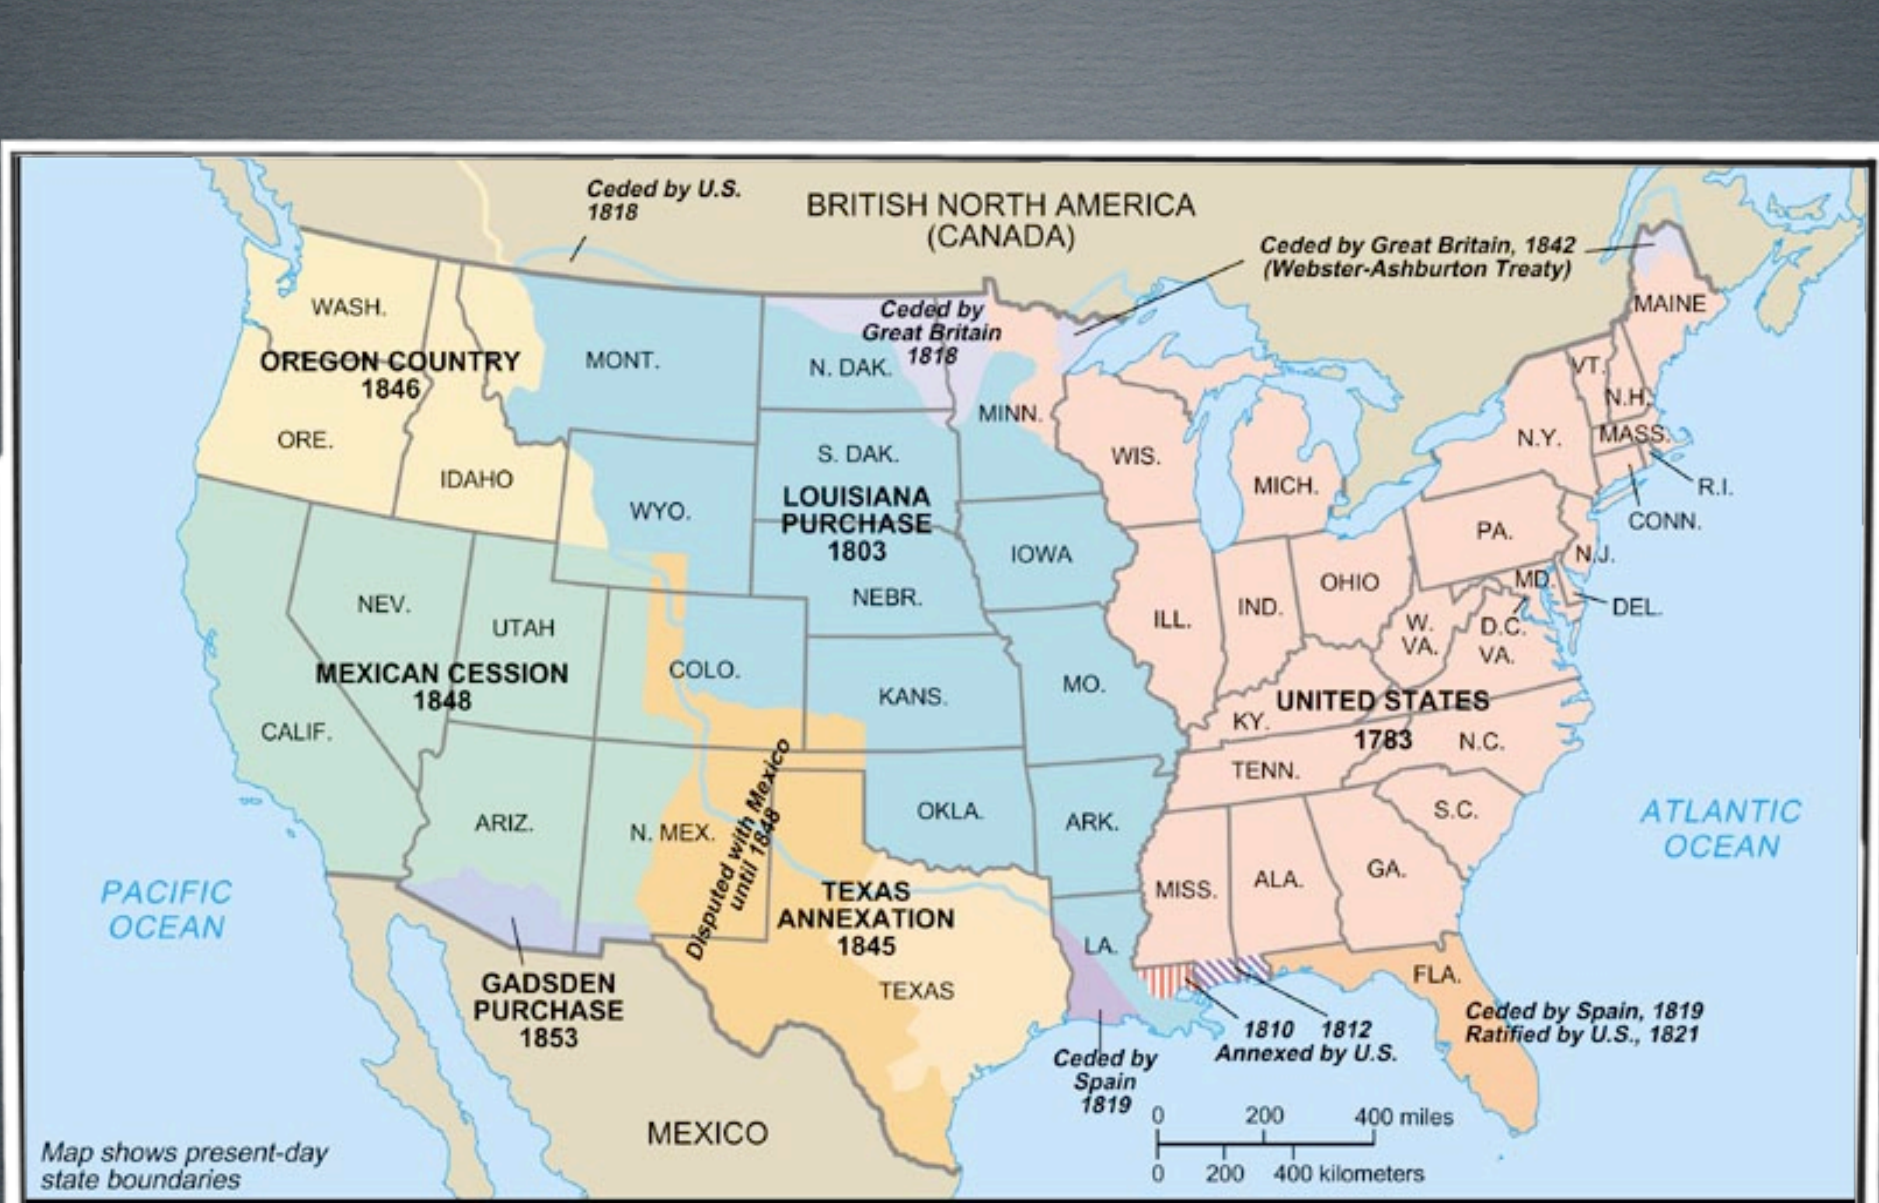 Ceded by U.S.
1818
BRITISH NORTH AMERICA
(CANADA)
Ceded by Great Britain, 1842
(Webster-Ashburton Treaty)
WASH.
OREGON COUNTRY
1846
ORE.
IDAHO
MONT.
Ceded by
Great Britain
1818
N. DAK.
MINN.
S. DAK.
WYO.
LOUISIANA
PURCHASE
1803
NEBR.
IOWA
WIS.
MICH.
MAINE
VT.
N.H.
N.Y.
MASS.
R.I.
CONN.
PA.
N.J.
MD.
DEL.
D.C.
VA.
W.
VA.
OHIO
IND.
ILL.
NEV.
UTAH
MEXICAN CESSION
1848
CALIF.
COLO.
KANS.
MO.
KY.
UNITED STATES
1783
N.C.
TENN.
S.C.
ARIZ.
N. MEX.
Disputed with Mexico
until 1848
OKLA.
ARK.
MISS.
ALA.
GA.
ATLANTIC
OCEAN
PACIFIC
OCEAN
TEXAS
ANNEXATION
1845
TEXAS
LA.
FLA.
GADSDEN
PURCHASE
1853
Ceded by
Spain
1819
1810 1812
Annexed by U.S.
Ceded by Spain, 1819
Ratified by U.S., 1821
MEXICO
0 200 400 miles
0 200 400 kilometers
Map shows present-day
state boundaries